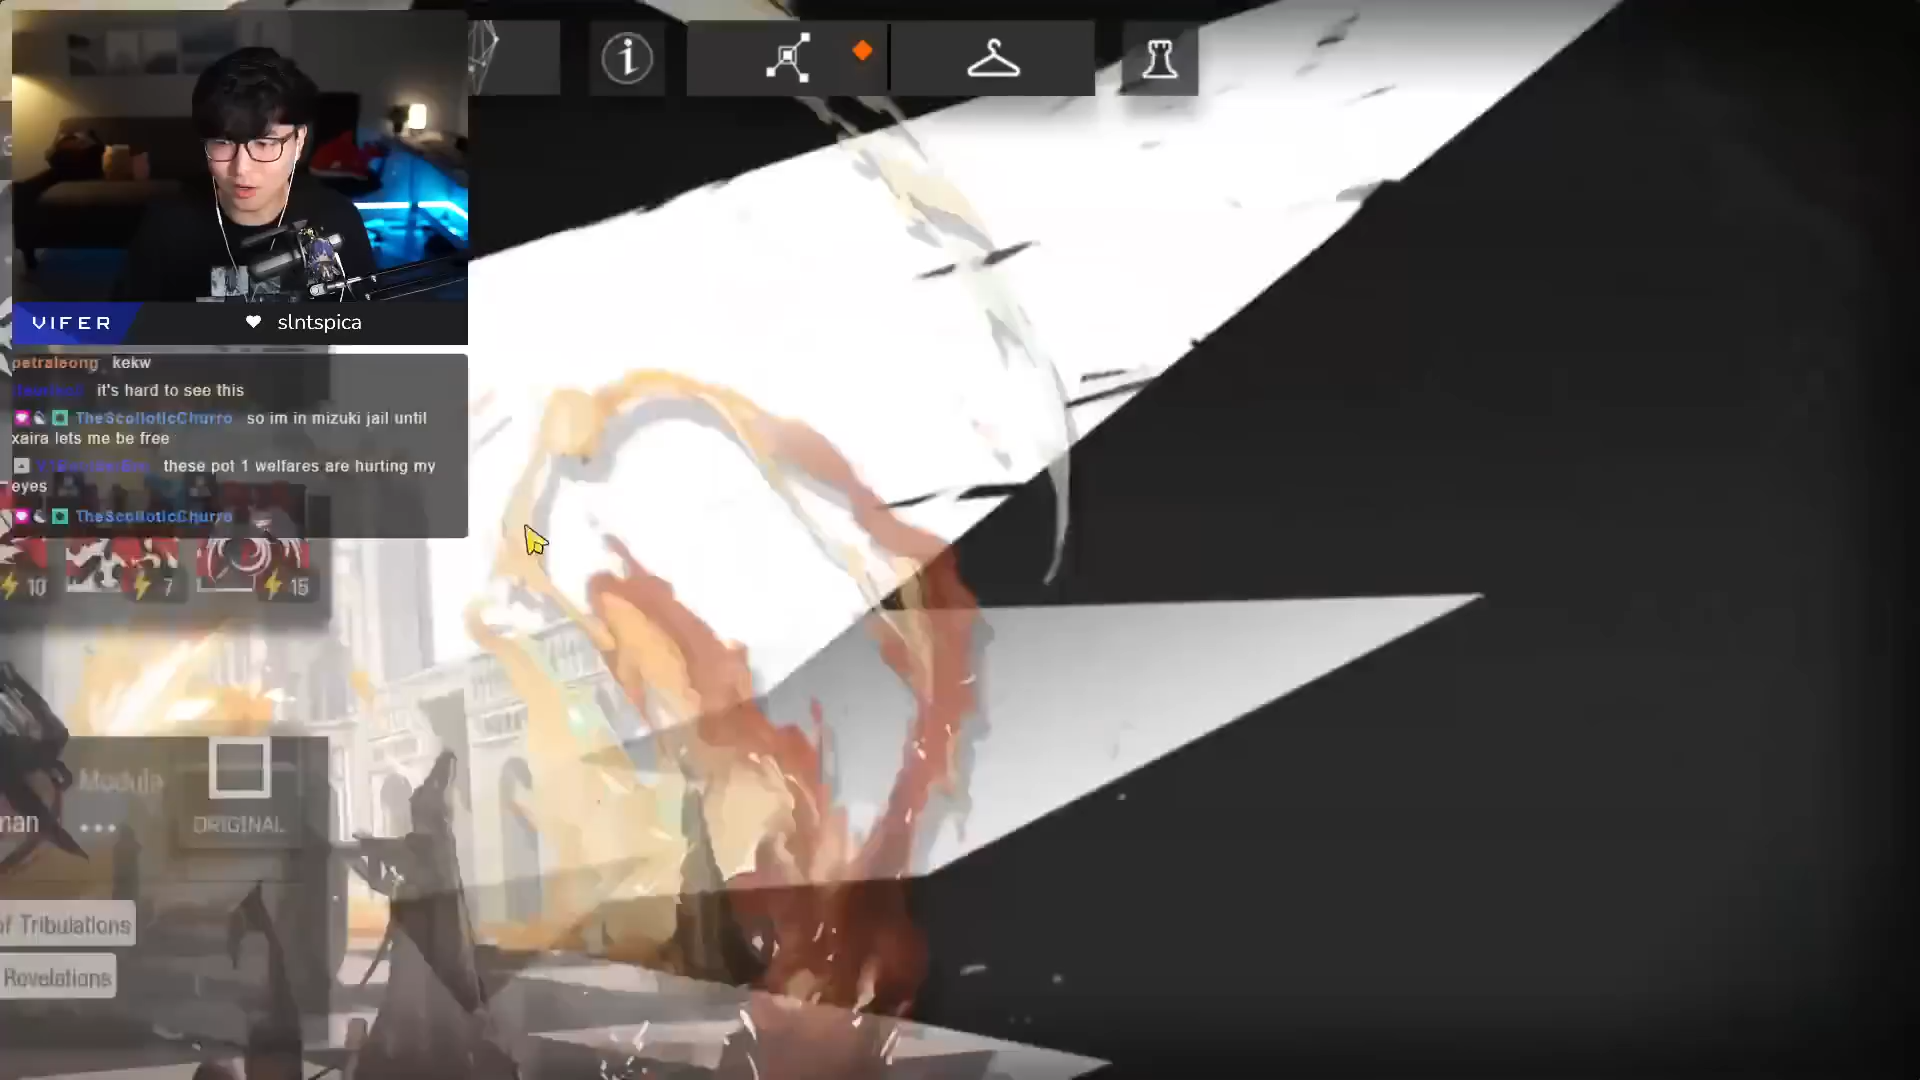 VIFER
slntspica
petraleong kekw
it's hard to see this
TheScolioticChurro so im in mizuki jail until
xaira lets me be free
these pot 1 welfares are hurting my
eyes
TheScolioticChurro
10
7
15
Module
man
ORIGINAL
of Tribulations
Revelations